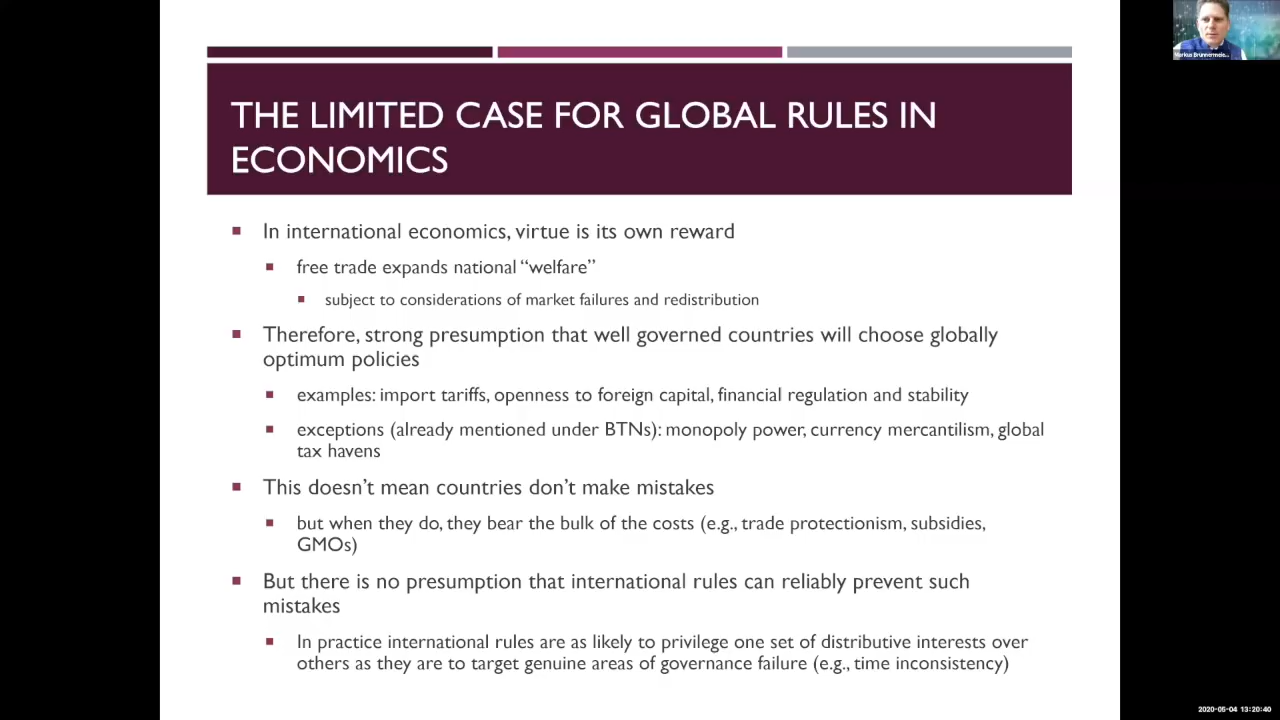 Markus Brunnermeie...
THE LIMITED CASE FOR GLOBAL RULES IN
ECONOMICS
In international economics, virtue is its own reward
free trade expands national “welfare”
subject to considerations of market failures and redistribution
Therefore, strong presumption that well governed countries will choose globally
optimum policies
examples: import tariffs, openness to foreign capital, financial regulation and stability
exceptions (already mentioned under BTNs): monopoly power, currency mercantilism, global
tax havens
This doesn’t mean countries don’t make mistakes
but when they do, they bear the bulk of the costs (e.g., trade protectionism, subsidies,
GMOs)
But there is no presumption that international rules can reliably prevent such
mistakes
In practice international rules are as likely to privilege one set of distributive interests over
others as they are to target genuine areas of governance failure (e.g., time inconsistency)
2020-05-04 13:20:40